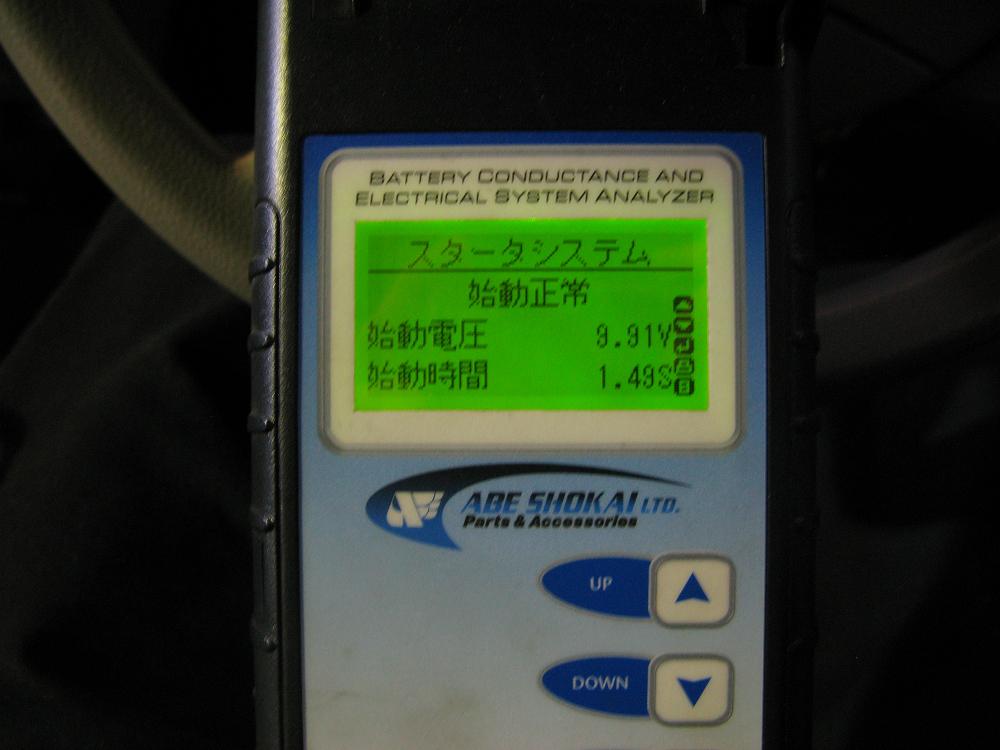 BATTERY CONDUCTANCE AND
ELECTRICAL SYSTEM ANALYZER
スタータシステム
始動正常
始動電圧 9.91V
始動時間 1.49S
ABE SHOKAI LTD.
Parts & Accessories
UP
DOWN